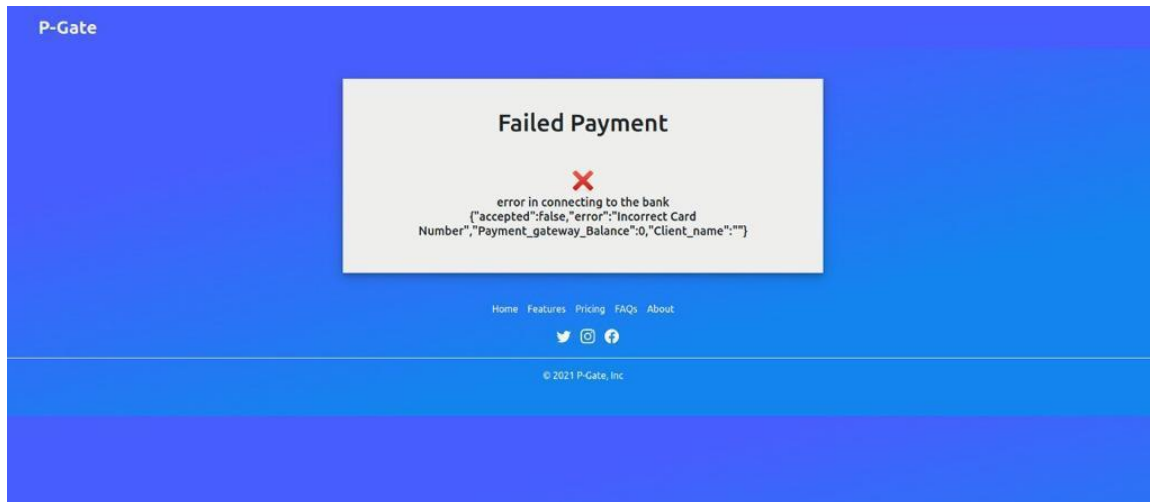 P-Gate
Failed Payment
error in connecting to the bank
{"accepted":false,"error":"Incorrect Card
Number","Payment_gateway_Balance":0,"Client_name":""}
Home Features Pricing FAQs About
© 2021 P-Gate, Inc